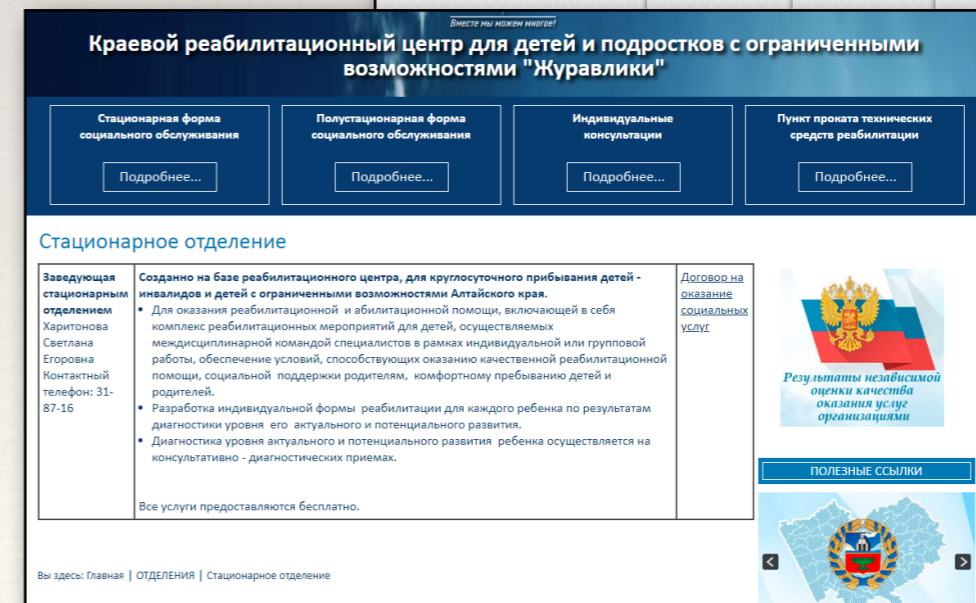 Вместе мы можем многое!
Краевой реабилитационный центр для детей и подростков с ограниченными
возможностями "Журавлики"
Стационарная форма
социального обслуживания
Подробнее...
Полустационарная форма
социального обслуживания
Подробнее...
Индивидуальные
консультации
Подробнее...
Пункт проката технических
средств реабилитации
Подробнее...
Стационарное отделение
Заведующая
стационарным
отделением
Харитонова
Светлана
Егоровна
Контактный
телефон: 31-
87-16
Созданно на базе реабилитационного центра, для круглосуточного прибывания детей -
инвалидов и детей с ограниченными возможностями Алтайского края.
• Для оказания реабилитационной и абилитационной помощи, включающей в себя
комплекс реабилитационных мероприятий для детей, осуществляемых
междисциплинарной командой специалистов в рамках индивидуальной или групповой
работы, обеспечение условий, способствующих оказанию качественной реабилитационной
помощи, социальной поддержки родителям, комфортному пребыванию детей и
родителей.
• Разработка индивидуальной формы реабилитации для каждого ребенка по результатам
диагностики уровня его актуального и потенциального развития.
• Диагностика уровня актуального и потенциального развития ребенка осуществляется на
консультативно - диагностических приемах.
Все услуги предоставляются бесплатно.
Договор на
оказание
социальных
услуг
Результаты независимой
оценки качества
оказания услуг
организациями
ПОЛЕЗНЫЕ ССЫЛКИ
Вы здесь: Главная | ОТДЕЛЕНИЯ | Стационарное отделение